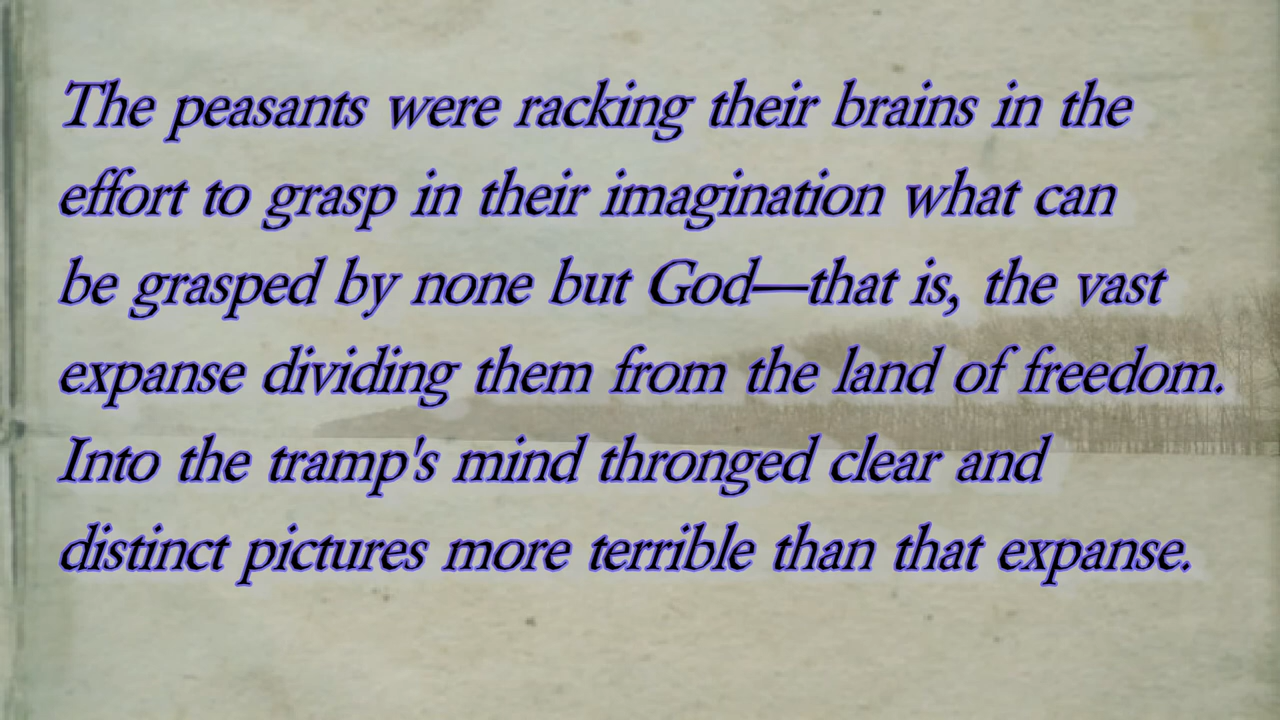 The peasants were racking their brains in the
effort to grasp in their imagination what can
be grasped by none but God—that is, the vast
expanse dividing them from the land of freedom.
Into the tramp's mind thronged clear and
distinct pictures more terrible than that expanse.